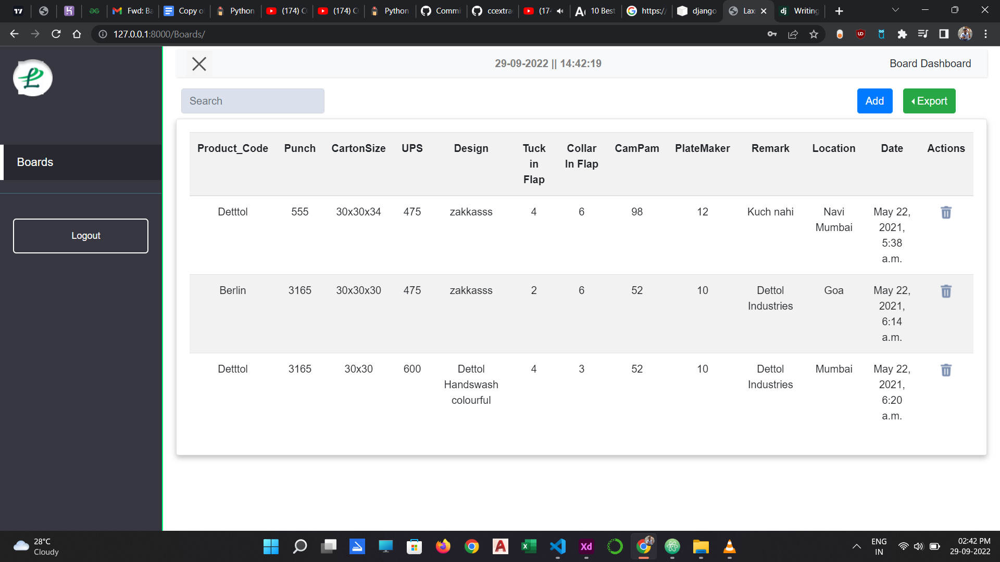 Fwd: Ba
Copy o
Python
(174) C
(174) C
Python
Commi
ccextra
(17
10 Best
https:/
django
Lax
Writing
127.0.0.1:8000/Boards/
29-09-2022 || 14:42:19
Board Dashboard
Search
Add
Export
Boards
Logout
Product_Code Punch CartonSize UPS Design Tuck in Flap Collar In Flap CamPam PlateMaker Remark Location Date Actions
Detttol 555 30x30x34 475 zakkasss 4 6 98 12 Kuch nahi Navi Mumbai May 22, 2021, 5:38 a.m.
Berlin 3165 30x30x30 475 zakkasss 2 6 52 10 Dettol Industries Goa May 22, 2021, 6:14 a.m.
Detttol 3165 30x30 600 Dettol Handswash colourful 4 3 52 10 Dettol Industries Mumbai May 22, 2021, 6:20 a.m.
28°C
Cloudy
Xd
ENG
IN
02:42 PM
29-09-2022